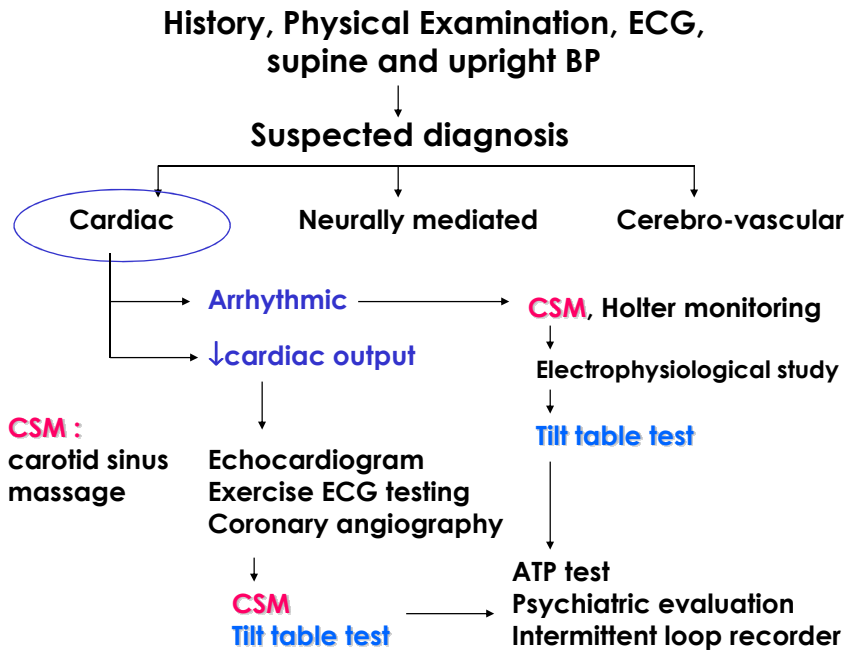 History, Physical Examination, ECG,
supine and upright BP
Suspected diagnosis
Cardiac
Neurally mediated
Cerebro-vascular
Arrhythmic
CSM, Holter monitoring
↓cardiac output
Electrophysiological study
Tilt table test
CSM :
carotid sinus
massage
Echocardiogram
Exercise ECG testing
Coronary angiography
CSM
Tilt table test
ATP test
Psychiatric evaluation
Intermittent loop recorder